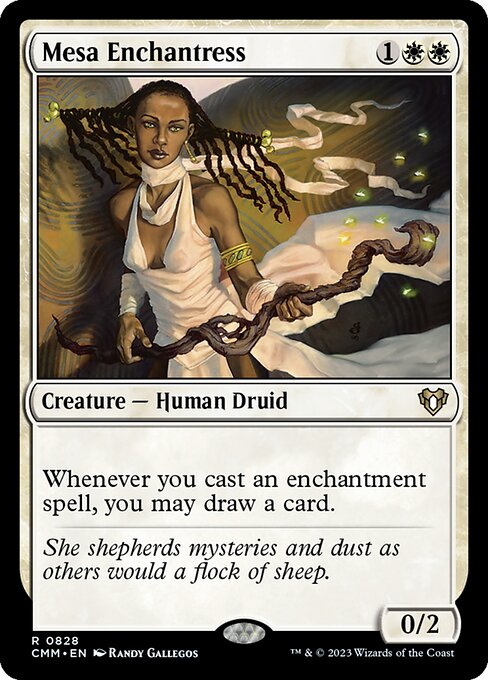 Mesa Enchantress 1
Creature — Human Druid
Whenever you cast an enchantment
spell, you may draw a card.
She shepherds mysteries and dust as
others would a flock of sheep.
0/2
R 0828
CMM • EN Randy Gallegos
™ & © 2023 Wizards of the Coast